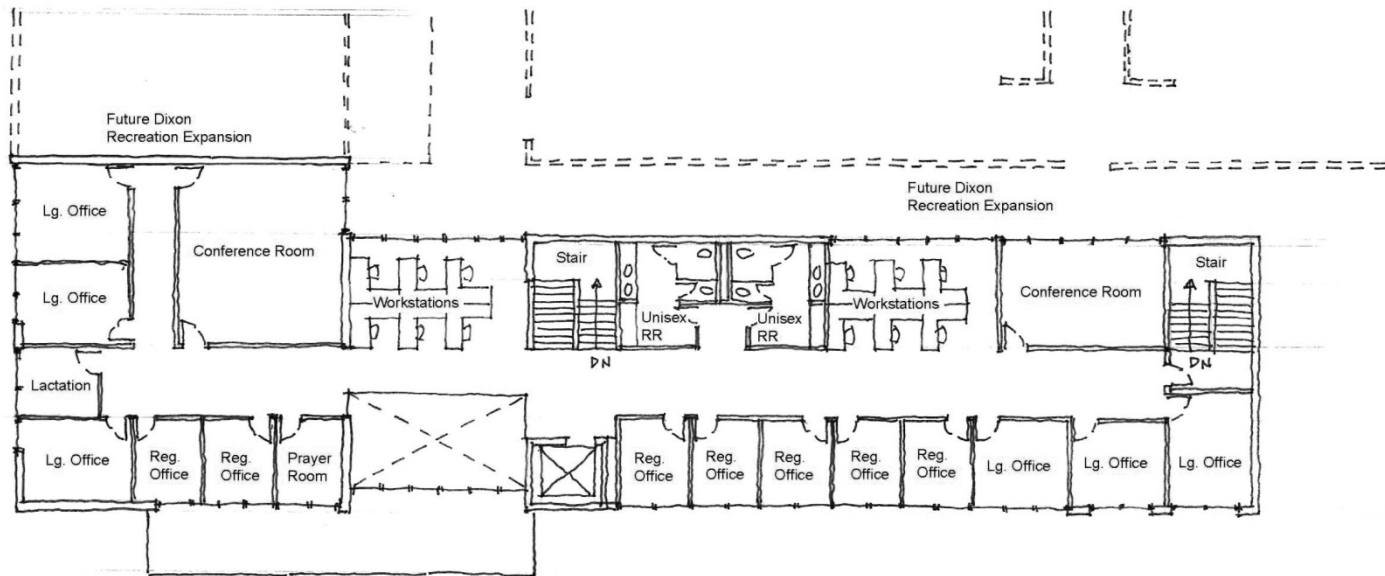 Future Dixon
Recreation Expansion
Future Dixon
Recreation Expansion
Lg. Office
Conference Room
Stair
Stair
Lg. Office
Workstations
Workstations
Conference Room
Unisex
RR
Unisex
RR
DN
DN
Lactation
Lg. Office
Reg.
Office
Reg.
Office
Prayer
Room
Reg.
Office
Reg.
Office
Reg.
Office
Reg.
Office
Reg.
Office
Lg. Office
Lg. Office
Lg. Office